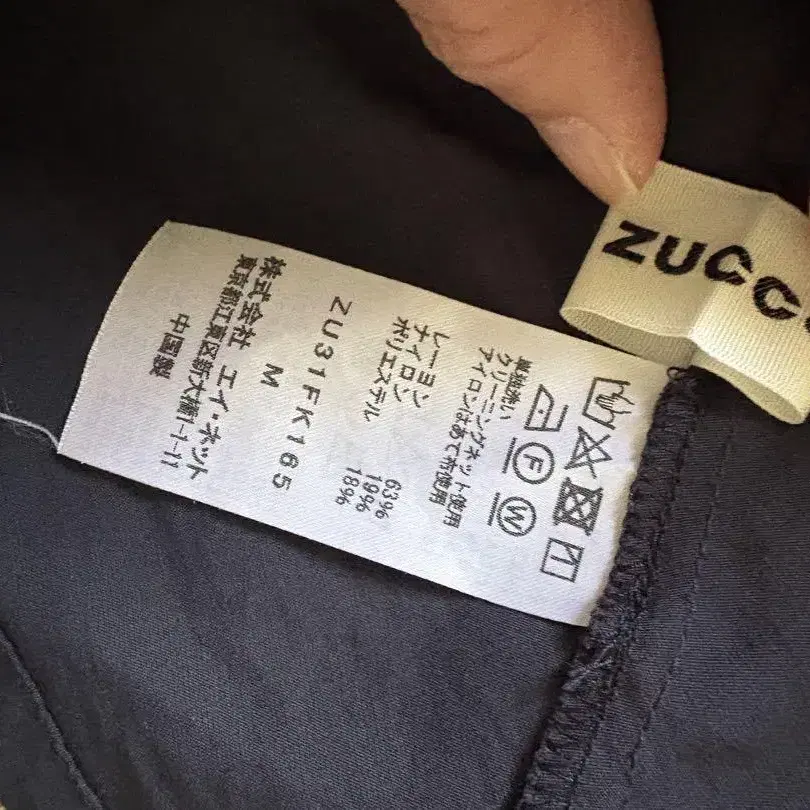 ZUCC
単独洗い
クリーニングネット使用
アイロンはあて布使用
F
W
レーヨン 63%
ナイロン 19%
ポリエステル 18%
ZU31FK165
M
株式会社 エイ・ネット
東京都江東区新大橋1-1-11
中国製